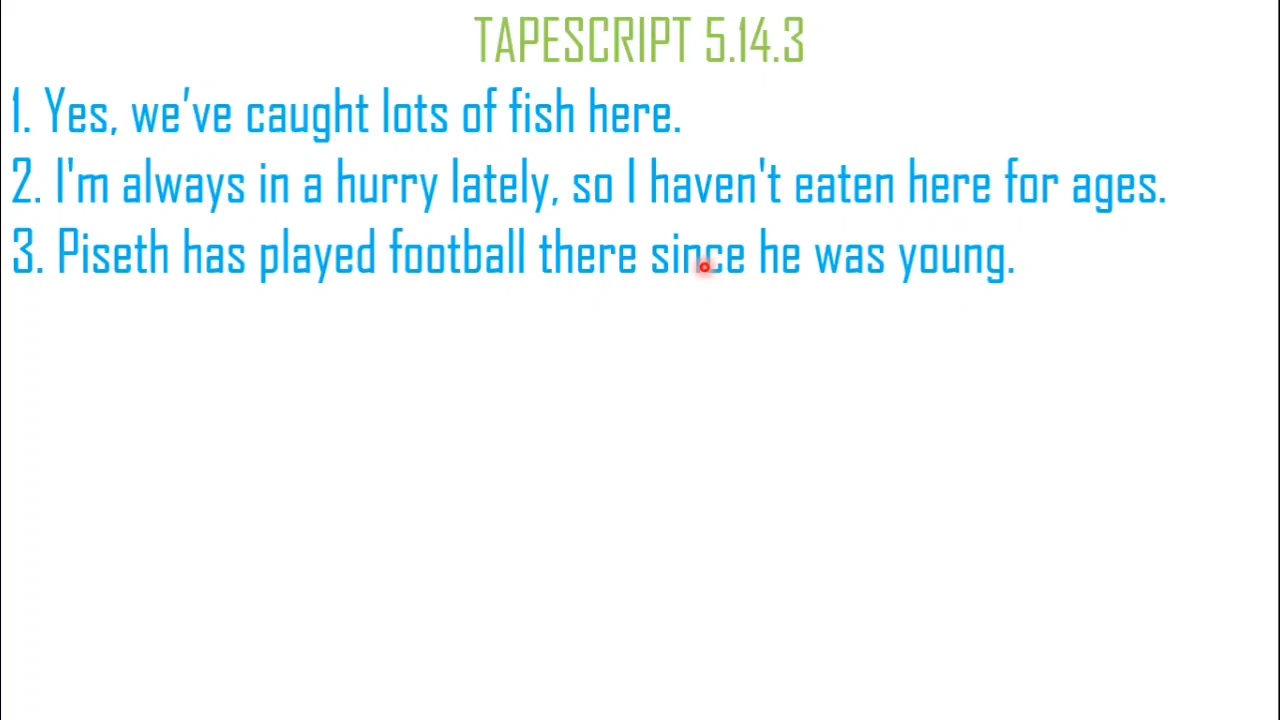 TAPESCRIPT 5.14.3
1. Yes, we’ve caught lots of fish here.
2. I'm always in a hurry lately, so I haven't eaten here for ages.
3. Piseth has played football there since he was young.